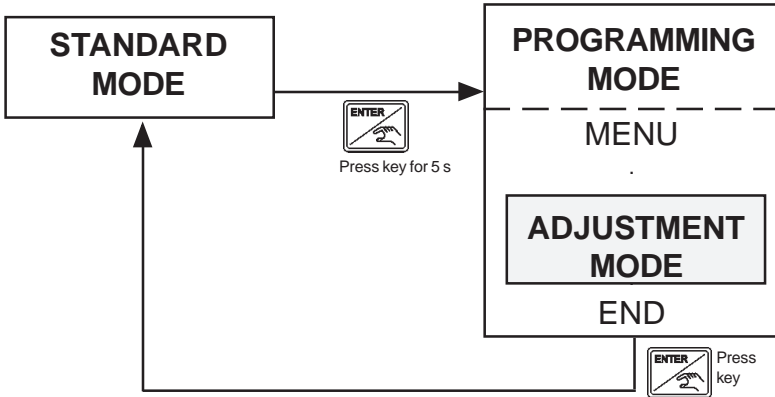 STANDARD
MODE
ENTER
Press key for 5 s
PROGRAMMING
MODE
MENU
.
ADJUSTMENT
MODE
END
ENTER
Press
key